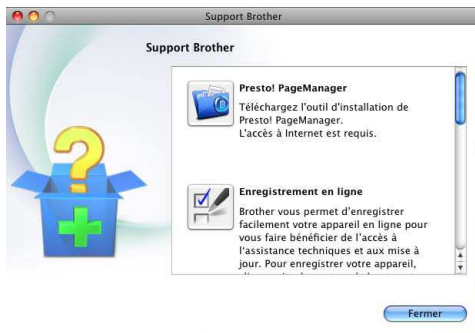 Support Brother
Support Brother
Presto! PageManager
Téléchargez l'outil d'installation de
Presto! PageManager.
L'accès à Internet est requis.
Enregistrement en ligne
Brother vous permet d'enregistrer
facilement votre appareil en ligne pour
vous faire bénéficier de l'accès à
l'assistance techniques et aux mise à
jour. Pour enregistrer votre appareil,
Fermer